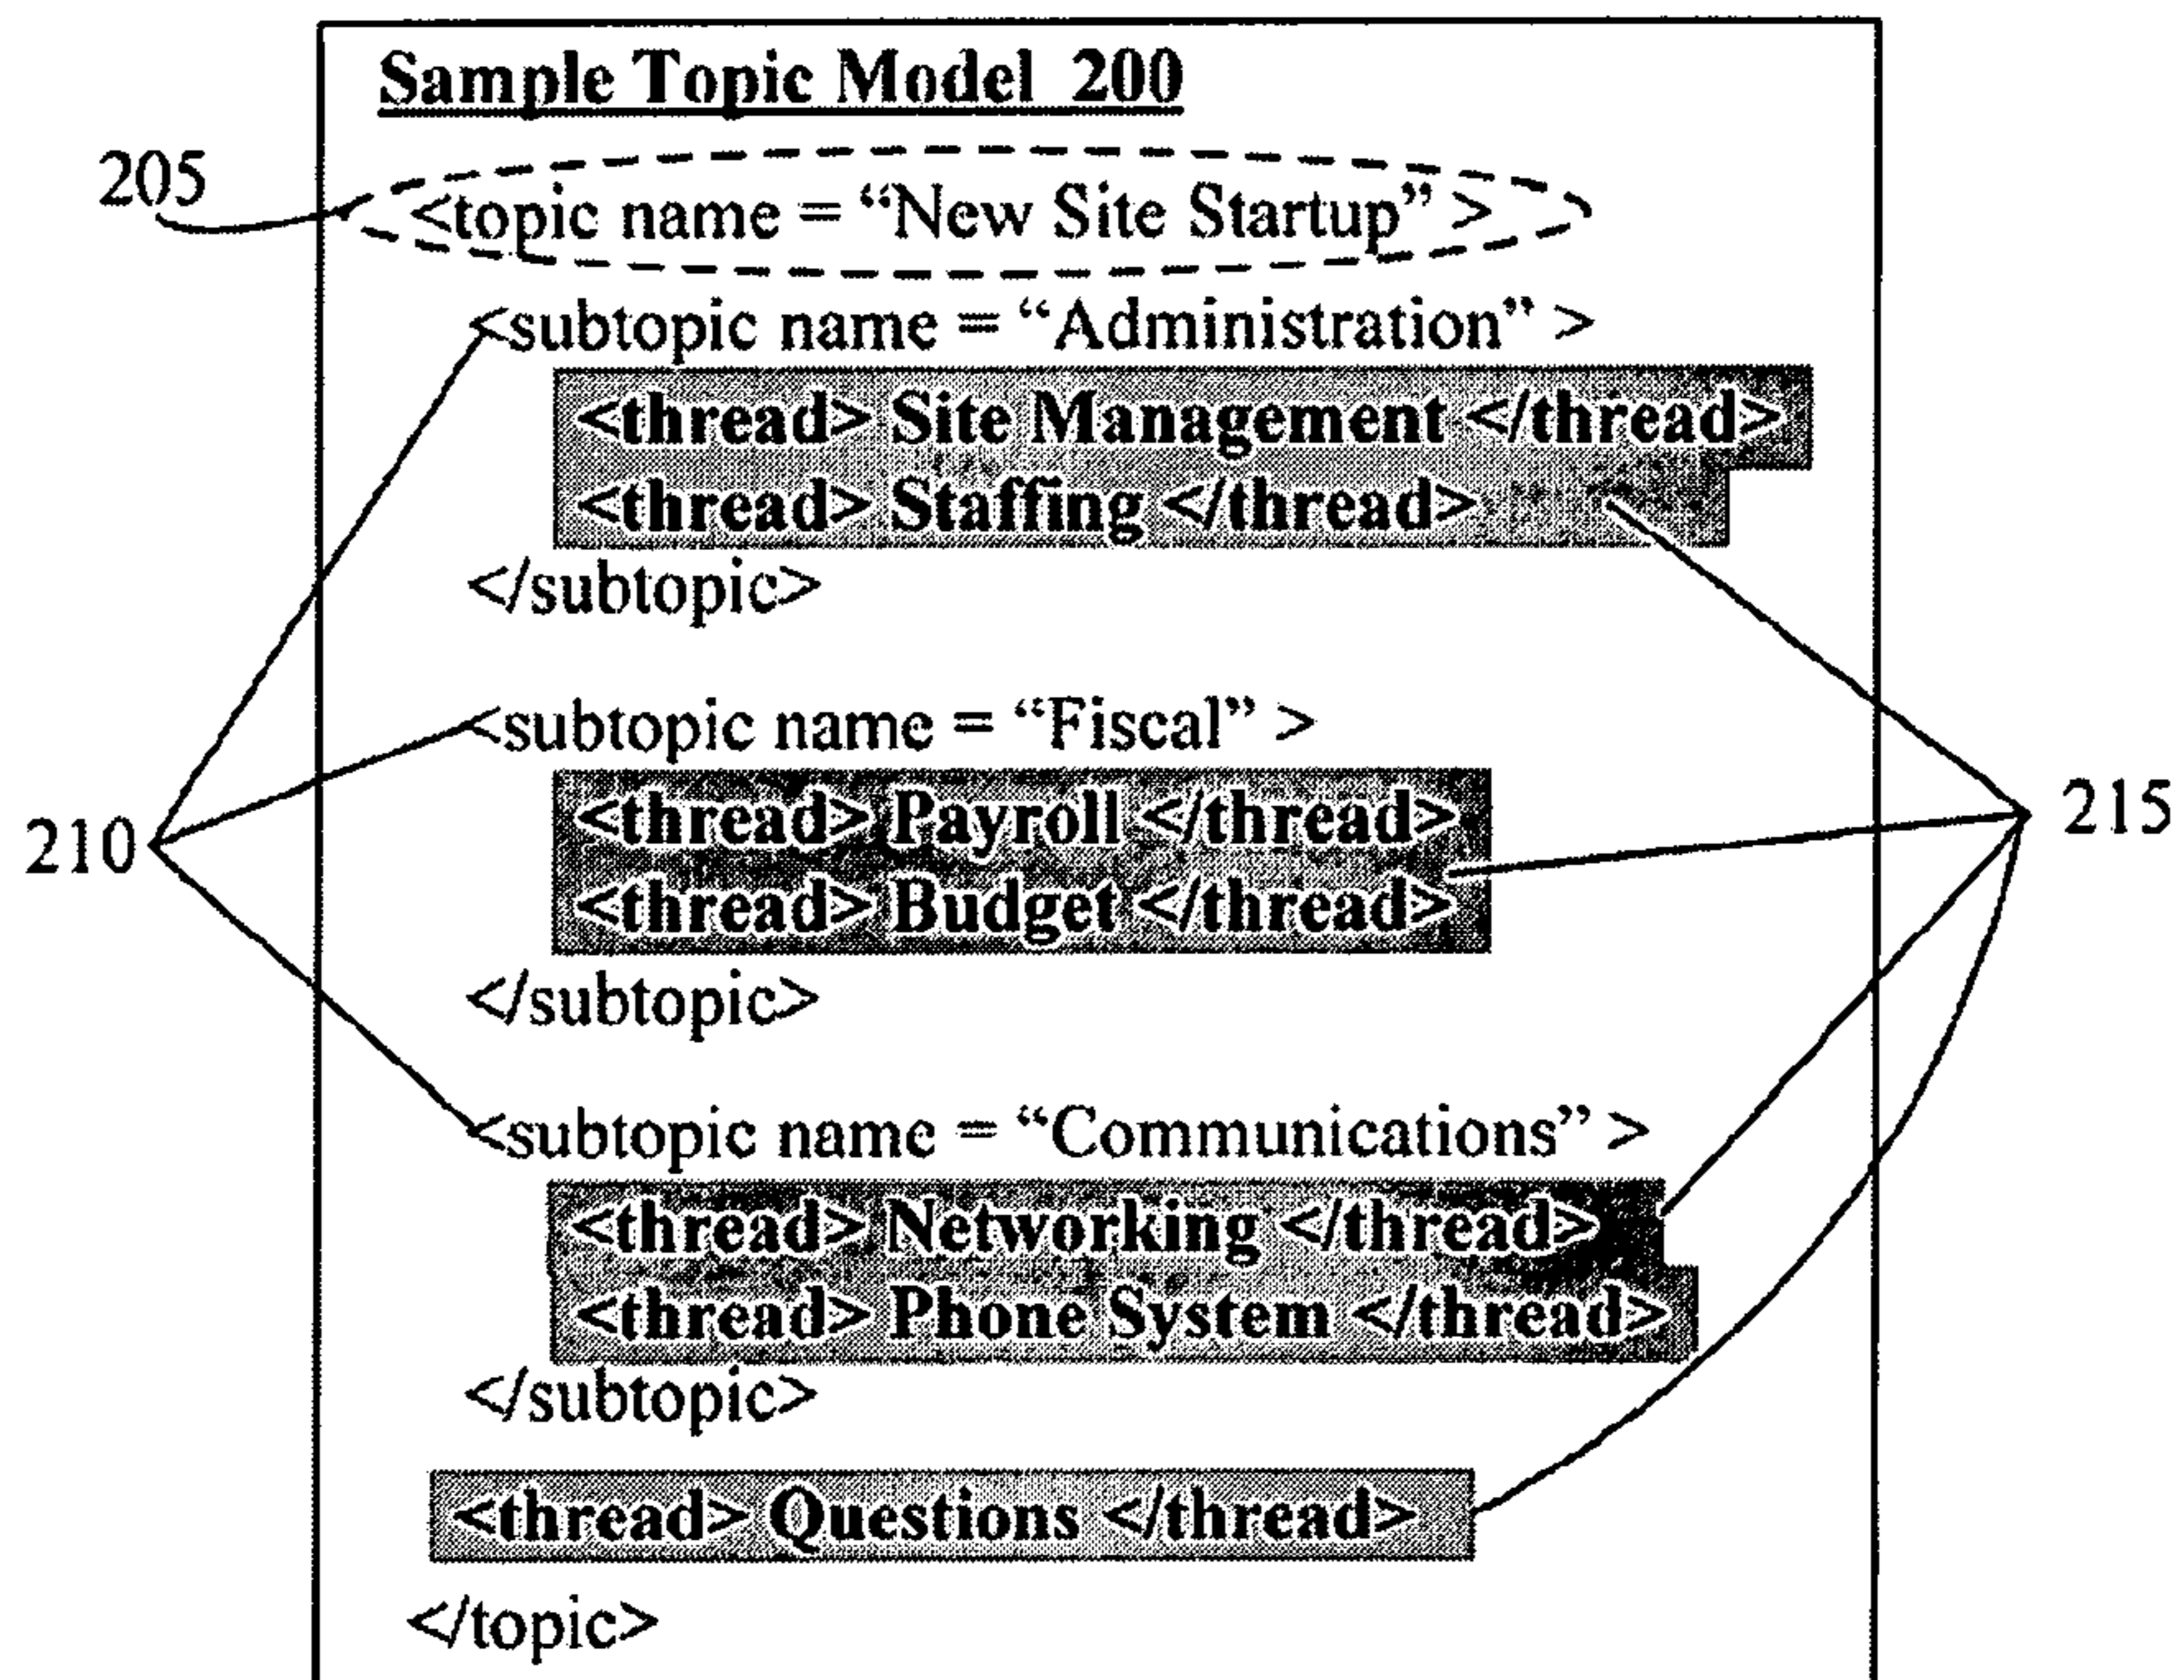 Sample Topic Model 200
205
<topic name = “New Site Startup” >
<subtopic name = “Administration” >
<thread> Site Management </thread>
<thread> Staffing </thread>
</subtopic>
<subtopic name = “Fiscal” >
<thread> Payroll </thread>
215
210
<thread> Budget </thread>
</subtopic>
<subtopic name = “Communications” >
<thread> Networking </thread>
<thread> Phone System </thread>
</subtopic>
<thread> Questions </thread>
</topic>